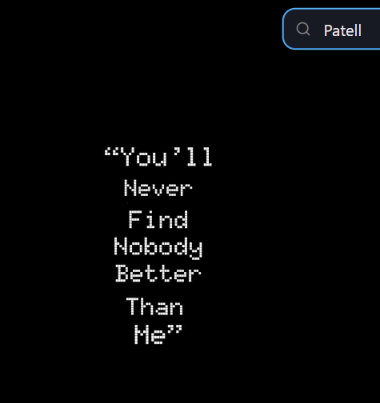 Patell
“You’ll
Never
Find
Nobody
Better
Than
Me”